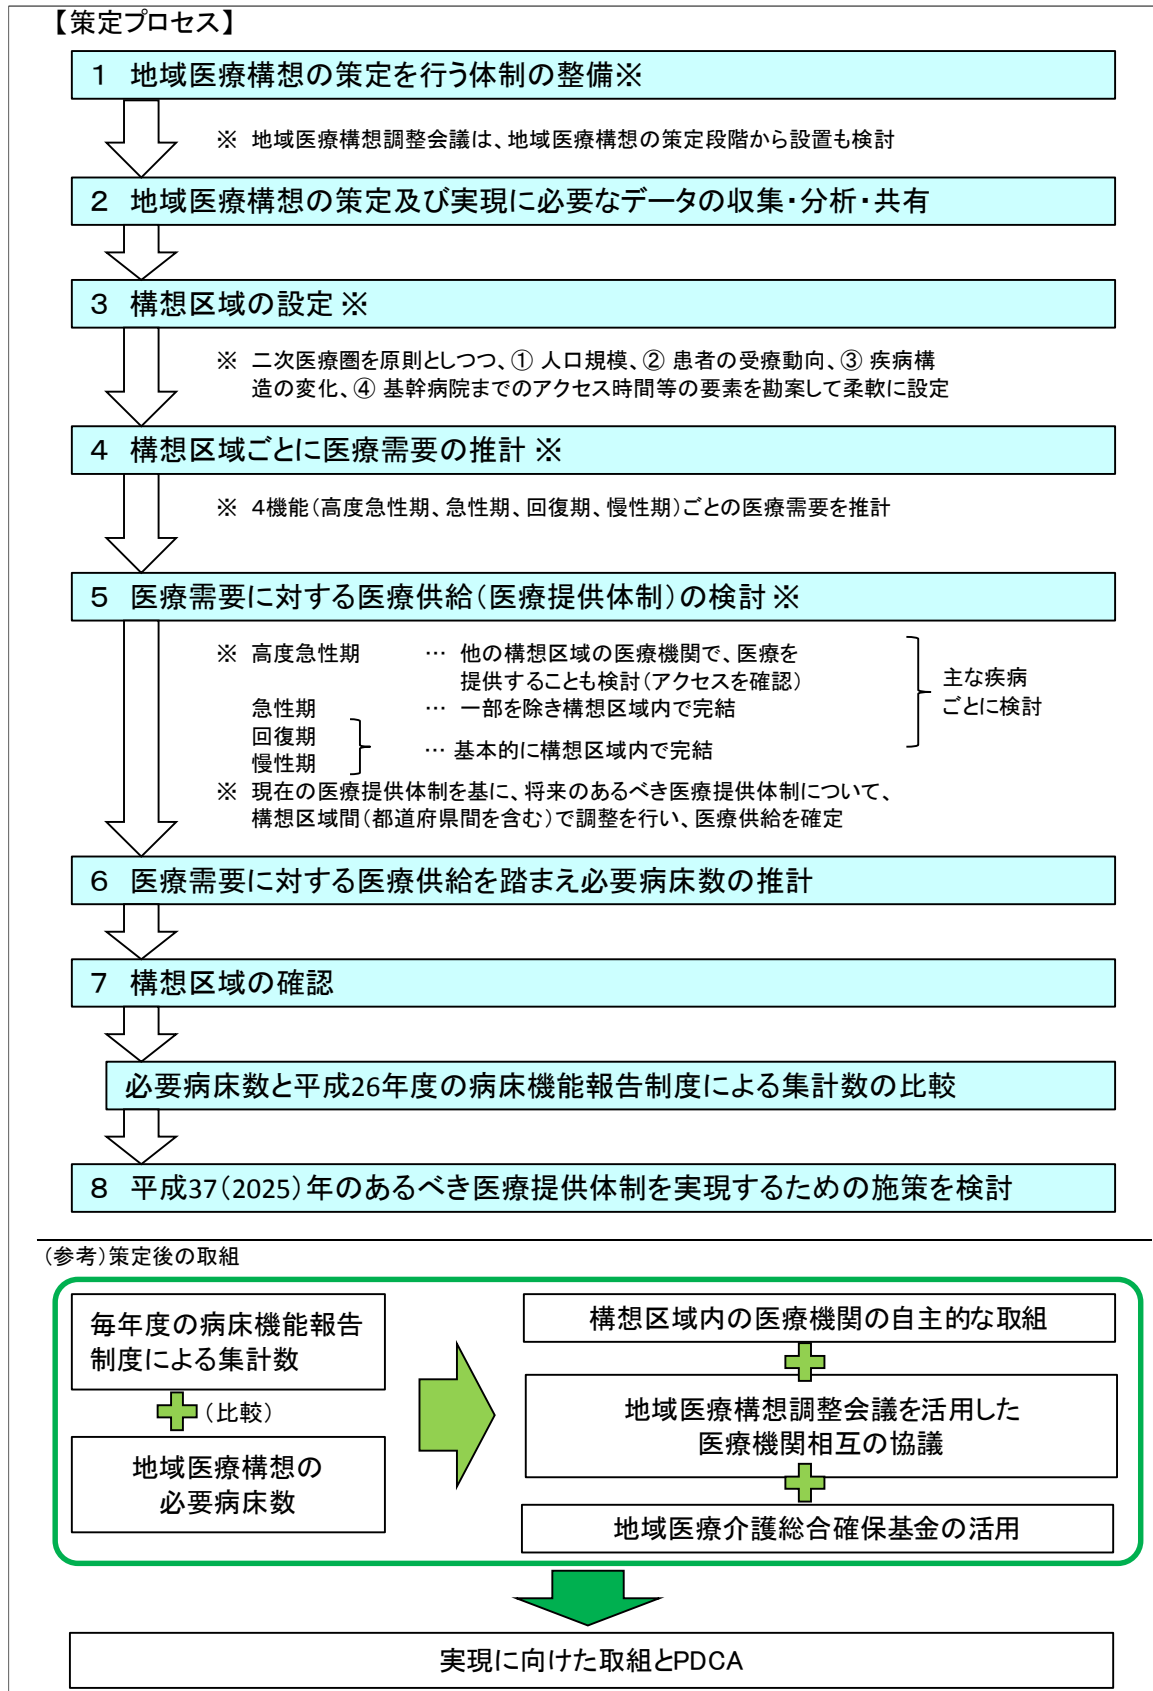 【策定プロセス】
１ 地域医療構想の策定を行う体制の整備※
※ 地域医療構想調整会議は、地域医療構想の策定段階から設置も検討
２ 地域医療構想の策定及び実現に必要なデータの収集・分析・共有
３ 構想区域の設定※
※ 二次医療圏を原則としつつ、① 人口規模、② 患者の受療動向、③ 疾病構
造の変化、④ 基幹病院までのアクセス時間等の要素を勘案して柔軟に設定
４ 構想区域ごとに医療需要の推計※
※ 4機能（高度急性期、急性期、回復期、慢性期）ごとの医療需要を推計
５ 医療需要に対する医療供給（医療提供体制）の検討※
※ 高度急性期 … 他の構想区域の医療機関で、医療を
提供することも検討（アクセスを確認）
急性期 … 一部を除き構想区域内で完結
回復期
慢性期
… 基本的に構想区域内で完結
主な疾病
ごとに検討
※ 現在の医療提供体制を基に、将来のあるべき医療提供体制について、
構想区域間（都道府県間を含む）で調整を行い、医療供給を確定
６ 医療需要に対する医療供給を踏まえ必要病床数の推計
７ 構想区域の確認
必要病床数と平成26年度の病床機能報告制度による集計数の比較
８ 平成37（2025）年のあるべき医療提供体制を実現するための施策を検討
（参考）策定後の取組
毎年度の病床機能報告
制度による集計数
（比較）
地域医療構想の
必要病床数
構想区域内の医療機関の自主的な取組
地域医療構想調整会議を活用した
医療機関相互の協議
地域医療介護総合確保基金の活用
実現に向けた取組とPDCA